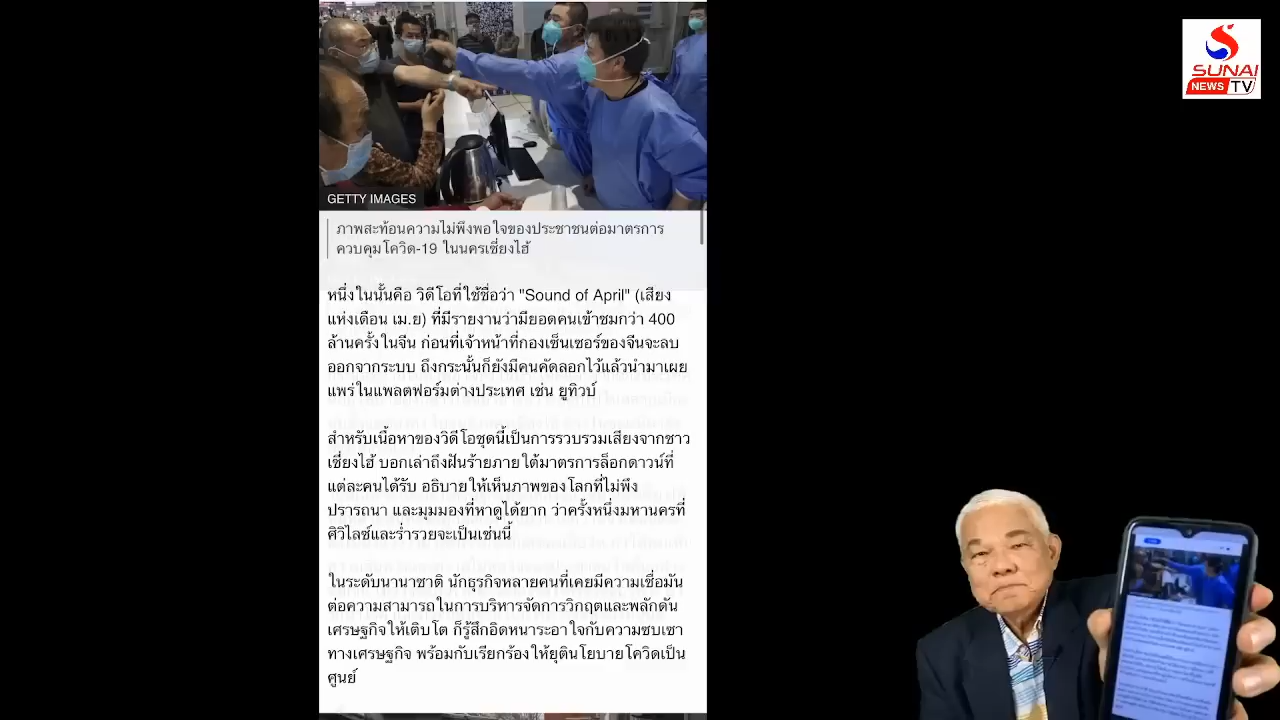 SUNAI
NEWS TV
GETTY IMAGES
ภาพสะท้อนความไม่พึงพอใจของประชาชนต่อมาตรการ
ควบคุมโควิด-19 ในนครเซี่ยงไฮ้
หนึ่งในนั้นคือ วิดีโอที่ใช้ชื่อว่า "Sound of April" (เสียง
แห่งเดือน เม.ย) ที่มีรายงานว่ามียอดคนเข้าชมกว่า 400
ล้านครั้งในจีน ก่อนที่เจ้าหน้าที่กองเซ็นเซอร์ของจีนจะลบ
ออกจากระบบ ถึงกระนั้นก็ยังมีคนคัดลอกไว้แล้วนำมาเผย
แพร่ในแพลตฟอร์มต่างประเทศ เช่น ยูทิวบ์
สำหรับเนื้อหาของวิดีโอชุดนี้เป็นการรวบรวมเสียงจากชาว
เซี่ยงไฮ้ บอกเล่าถึงฝันร้ายภายใต้มาตรการล็อกดาวน์ที่
แต่ละคนได้รับ อธิบายให้เห็นภาพของโลกที่ไม่พึง
ปรารถนา และมุมมองที่หาดูได้ยาก ว่าครั้งหนึ่งมหานครที่
ศิวิไลซ์และร่ำรวยจะเป็นเช่นนี้
ในระดับนานาชาติ นักธุรกิจหลายคนที่เคยมีความเชื่อมัน
ต่อความสามารถในการบริหารจัดการวิกฤตและพลักดัน
เศรษฐกิจให้เติบโต ก็รู้สึกอิดหนาระอาใจกับความซบเซา
ทางเศรษฐกิจ พร้อมกับเรียกร้องให้ยุตินโยบายโควิดเป็น
ศูนย์